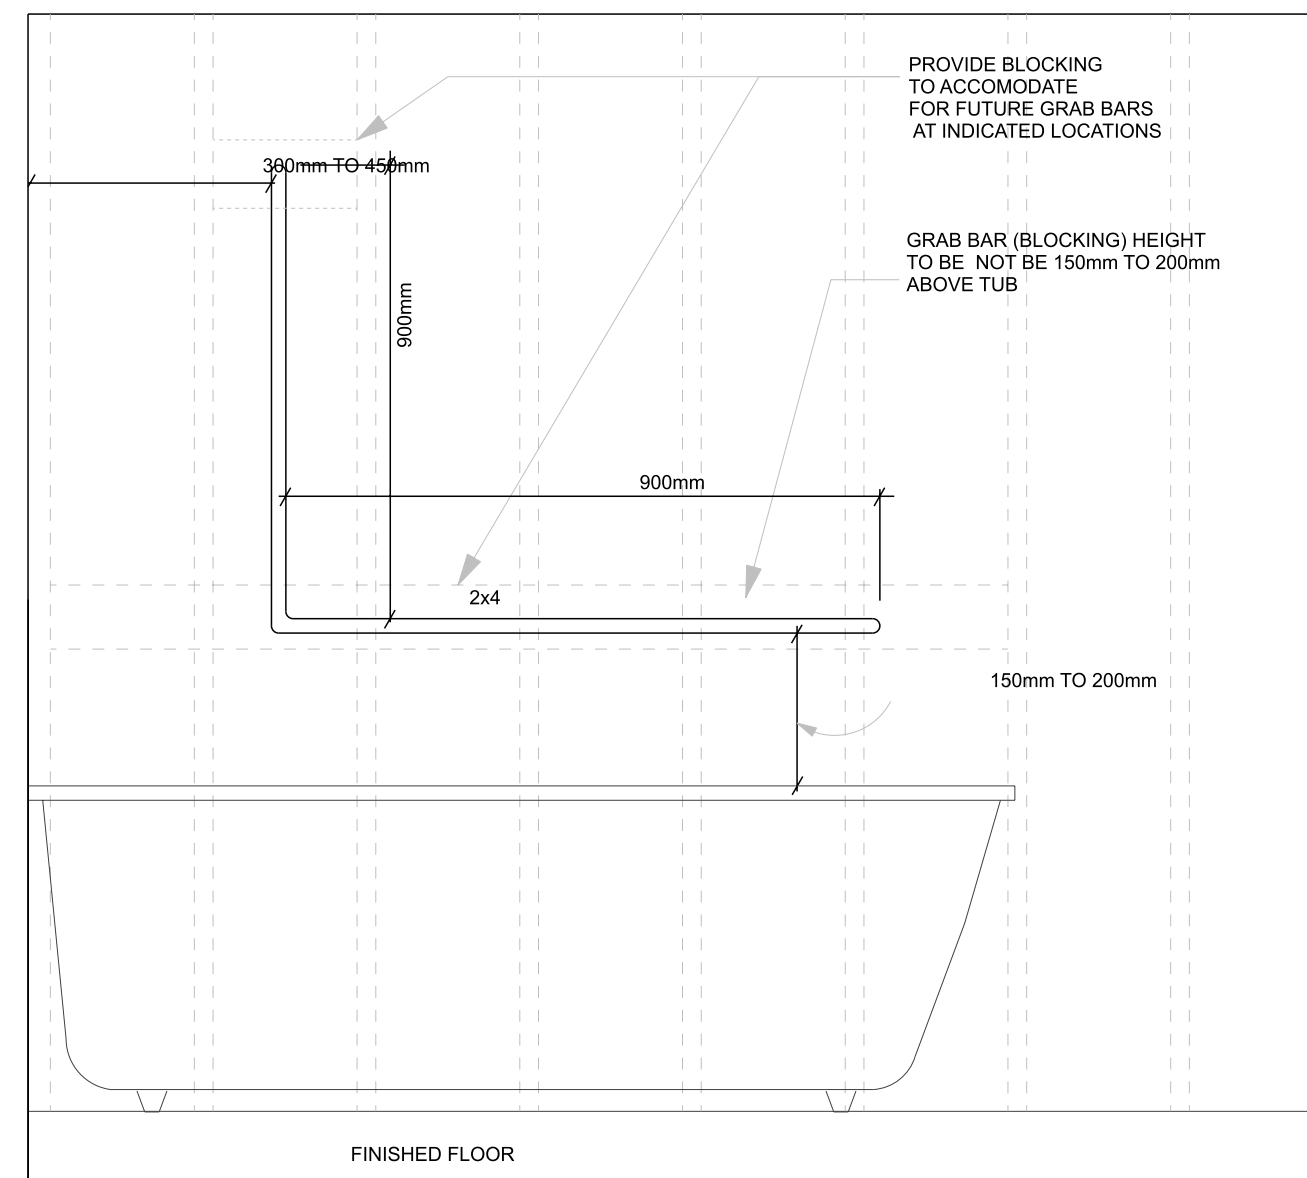 PROVIDE BLOCKING
TO ACCOMODATE
FOR FUTURE GRAB BARS
AT INDICATED LOCATIONS
300mm TO 450mm
GRAB BAR (BLOCKING) HEIGHT
TO BE  NOT BE 150mm TO 200mm
ABOVE TUB
900mm
900mm
2x4
150mm TO 200mm
FINISHED FLOOR